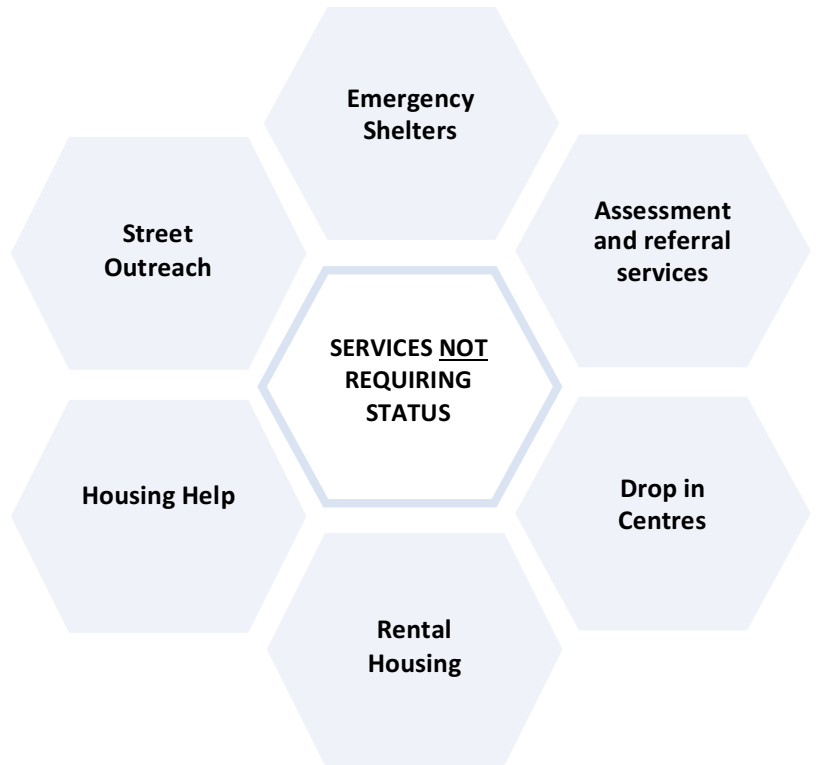 Emergency
Shelters
Assessment
and referral
services
Street
Outreach
SERVICES NOT
REQUIRING
STATUS
Housing Help
Drop in
Centres
Rental
Housing